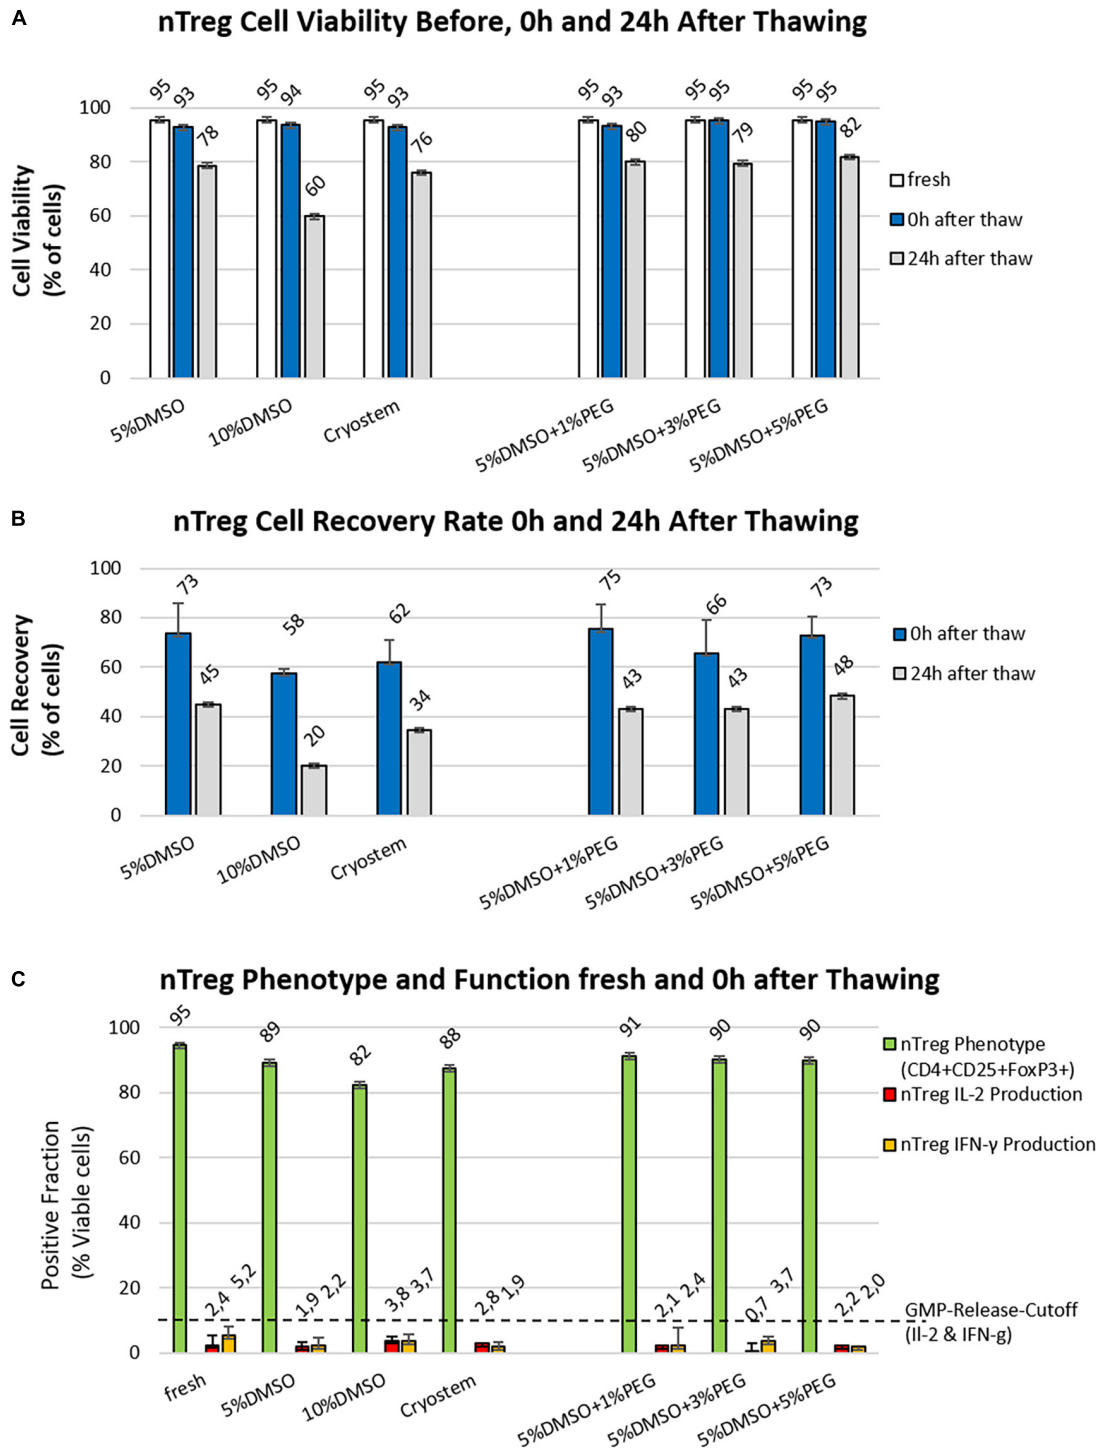 A
nTreg Cell Viability Before, 0h and 24h After Thawing
Cell Viability
(% of cells)
100
80
60
40
20
0
95
93
78
95
94
60
95
93
76
95
93
80
95
95
79
95
95
82
5%DMSO
10%DMSO
Cryostem
5%DMSO+1%PEG
5%DMSO+3%PEG
5%DMSO+5%PEG
fresh
0h after thaw
24h after thaw
B
nTreg Cell Recovery Rate 0h and 24h After Thawing
Cell Recovery
(% of cells)
100
80
60
40
20
0
73
45
58
20
62
34
75
43
66
43
73
48
5%DMSO
10%DMSO
Cryostem
5%DMSO+1%PEG
5%DMSO+3%PEG
5%DMSO+5%PEG
0h after thaw
24h after thaw
C
nTreg Phenotype and Function fresh and 0h after Thawing
Positive Fraction
(% Viable cells)
100
80
60
40
20
0
95
2,4
5,2
89
1,9
2,2
82
3,8
3,7
88
2,8
1,9
91
2,1
2,4
90
0,7
3,7
90
2,2
2,0
fresh
5%DMSO
10%DMSO
Cryostem
5%DMSO+1%PEG
5%DMSO+3%PEG
5%DMSO+5%PEG
nTreg Phenotype
(CD4+CD25+FoxP3+)
nTreg IL-2 Production
nTreg IFN-γ Production
GMP-Release-Cutoff
(Il-2 & IFN-g)